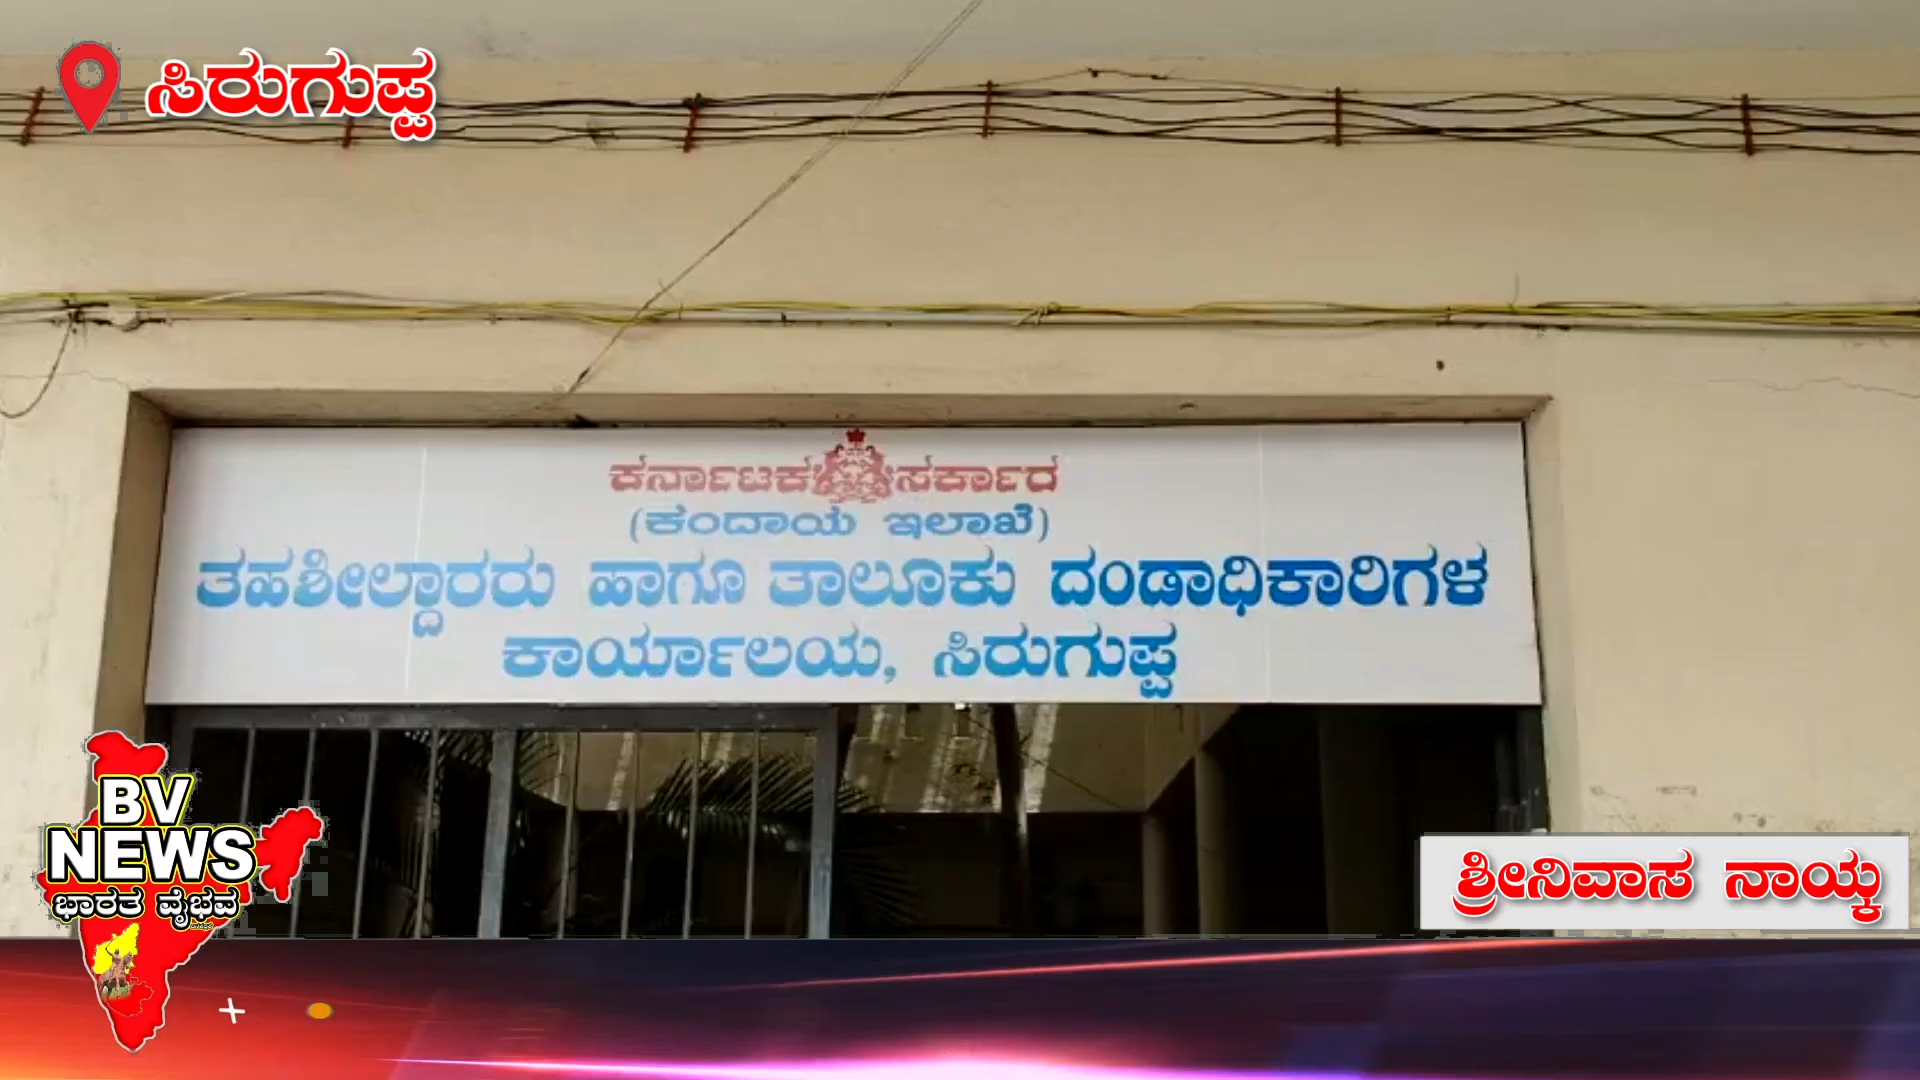 ಸಿರುಗುಪ್ಪ
ಕರ್ನಾಟಕ ಸರ್ಕಾರ
(ಕಂದಾಯ ಇಲಾಖೆ)
ತಹಶೀಲ್ದಾರರು ಹಾಗೂ ತಾಲೂಕು ದಂಡಾಧಿಕಾರಿಗಳ
ಕಾರ್ಯಾಲಯ, ಸಿರುಗುಪ್ಪ
BV
NEWS
ಭಾರತ ವೈಭವ
ಶ್ರೀನಿವಾಸ ನಾಯ್ಕ